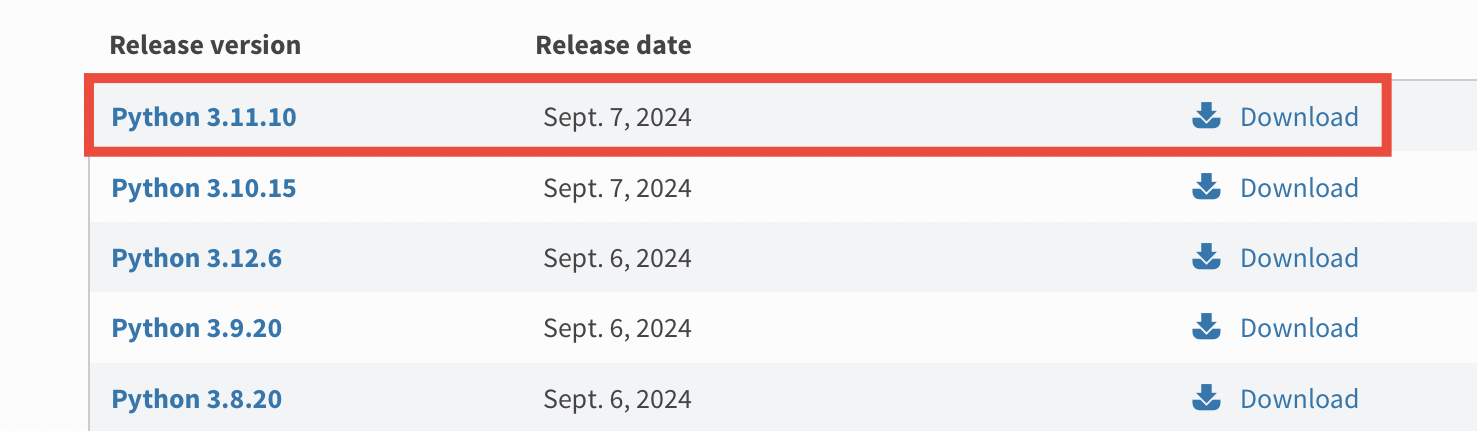 Release version Release date
Python 3.11.10 Sept. 7, 2024 Download
Python 3.10.15 Sept. 7, 2024 Download
Python 3.12.6 Sept. 6, 2024 Download
Python 3.9.20 Sept. 6, 2024 Download
Python 3.8.20 Sept. 6, 2024 Download